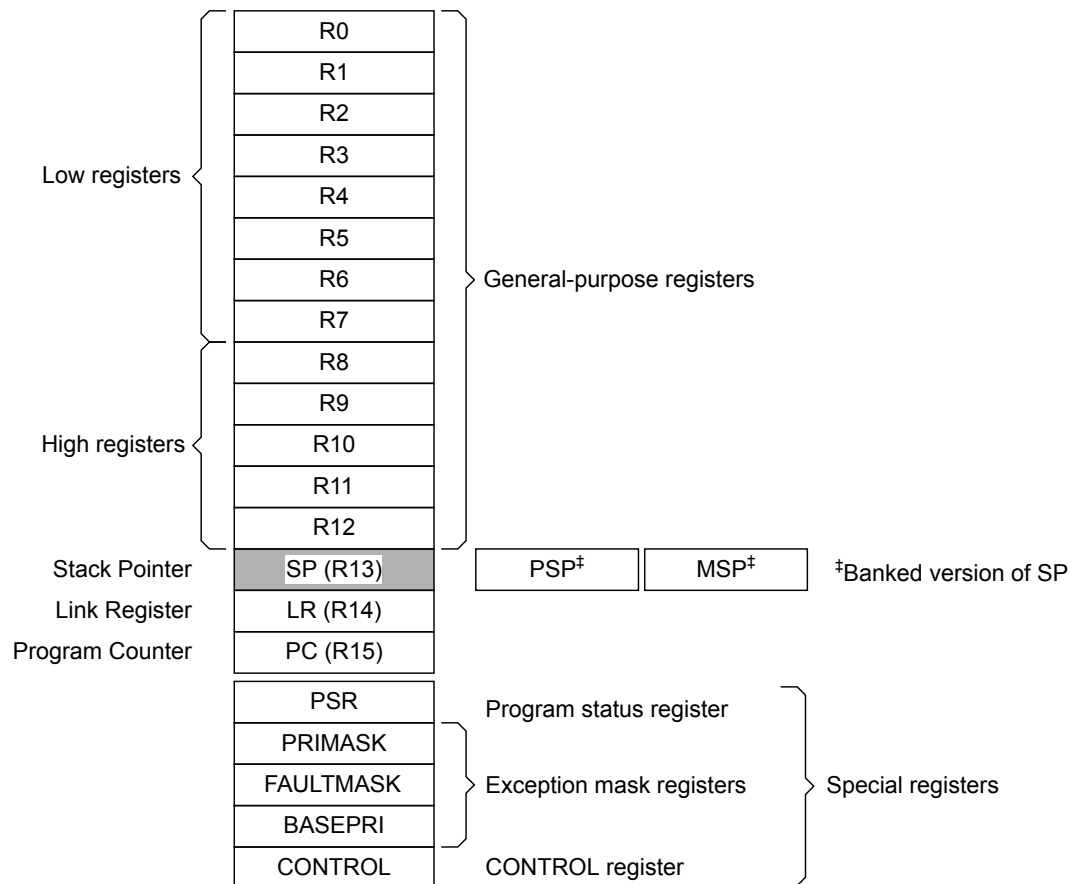 R0
R1
R2
R3
Low registers
R4
R5
R6
General-purpose registers
R7
R8
R9
High registers
R10
R11
R12
Stack Pointer SP (R13) PSP‡ MSP‡ ‡Banked version of SP
Link Register LR (R14)
Program Counter PC (R15)
PSR Program status register
PRIMASK
FAULTMASK Exception mask registers Special registers
BASEPRI
CONTROL CONTROL register